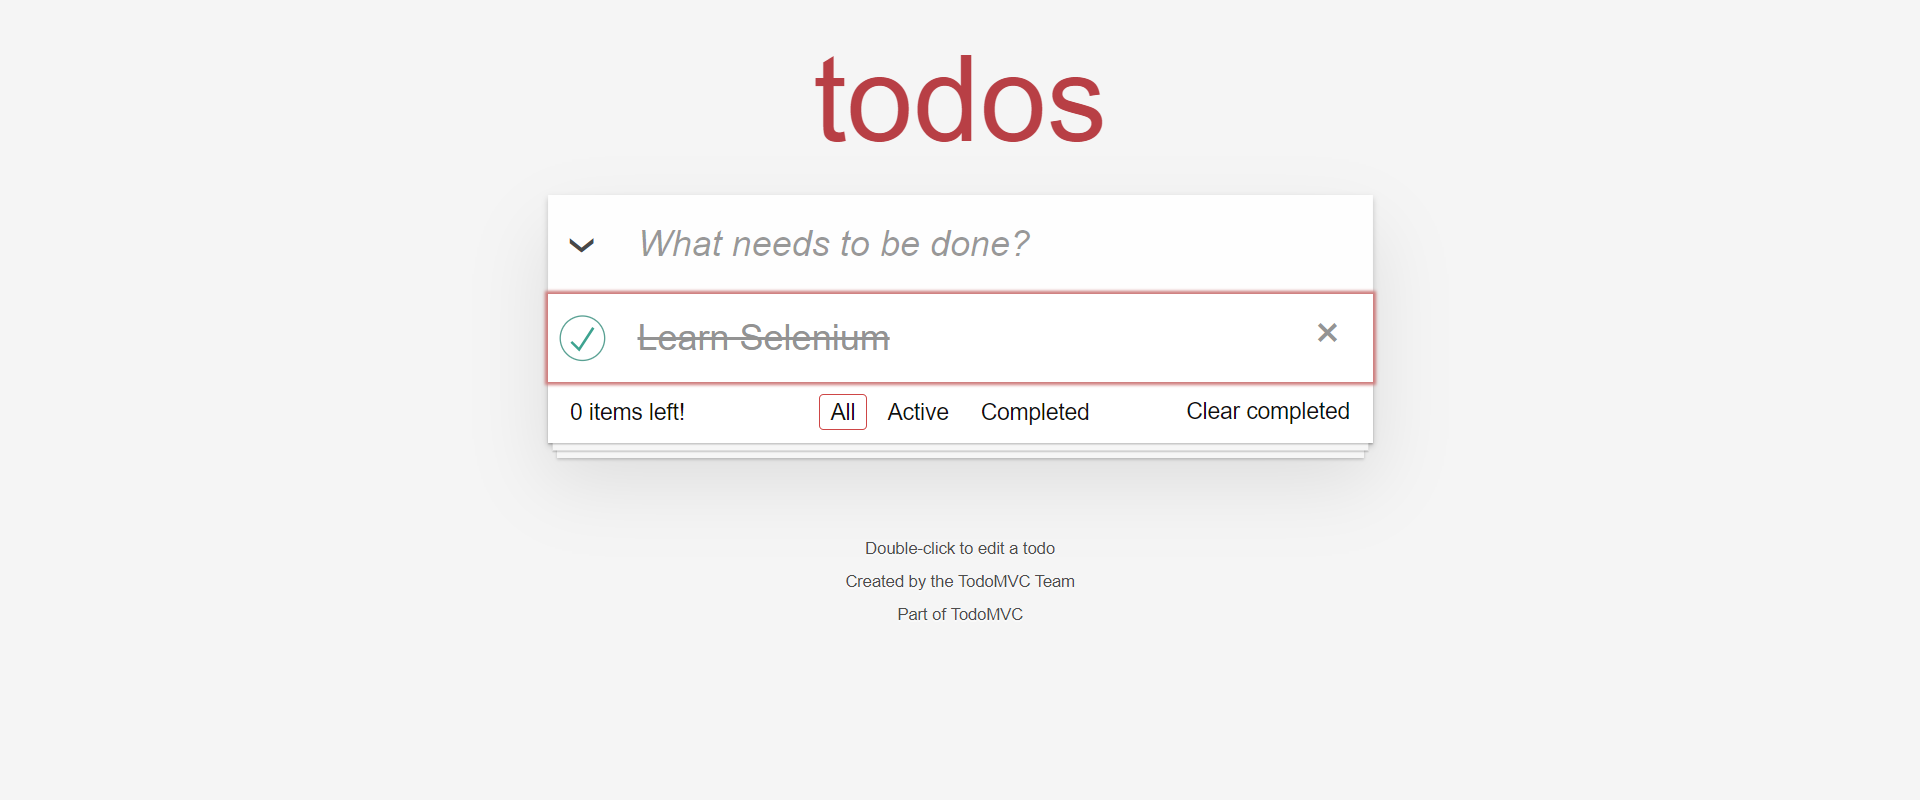 todos
What needs to be done?
Learn Selenium
0 items left!
All Active Completed
Clear completed
Double-click to edit a todo
Created by the TodoMVC Team
Part of TodoMVC